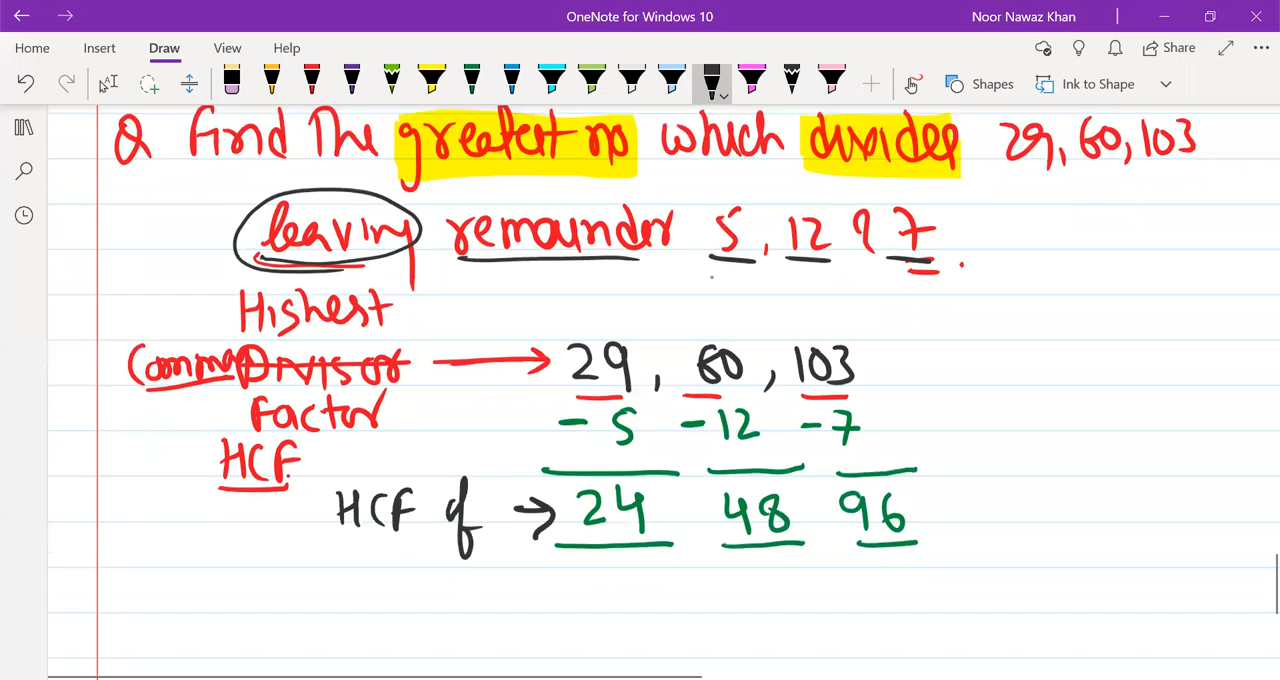 OneNote for Windows 10
Noor Nawaz Khan
Home Insert Draw View Help
Share
Shapes
Ink to Shape
Q Find The greatest no which divides 29, 60, 103
leaving remainder 5, 12 & 7.
Highest
Common Divisor → 29, 60, 103
Factor - 5 - 12 - 7
HCF
HCF of → 24 48 96